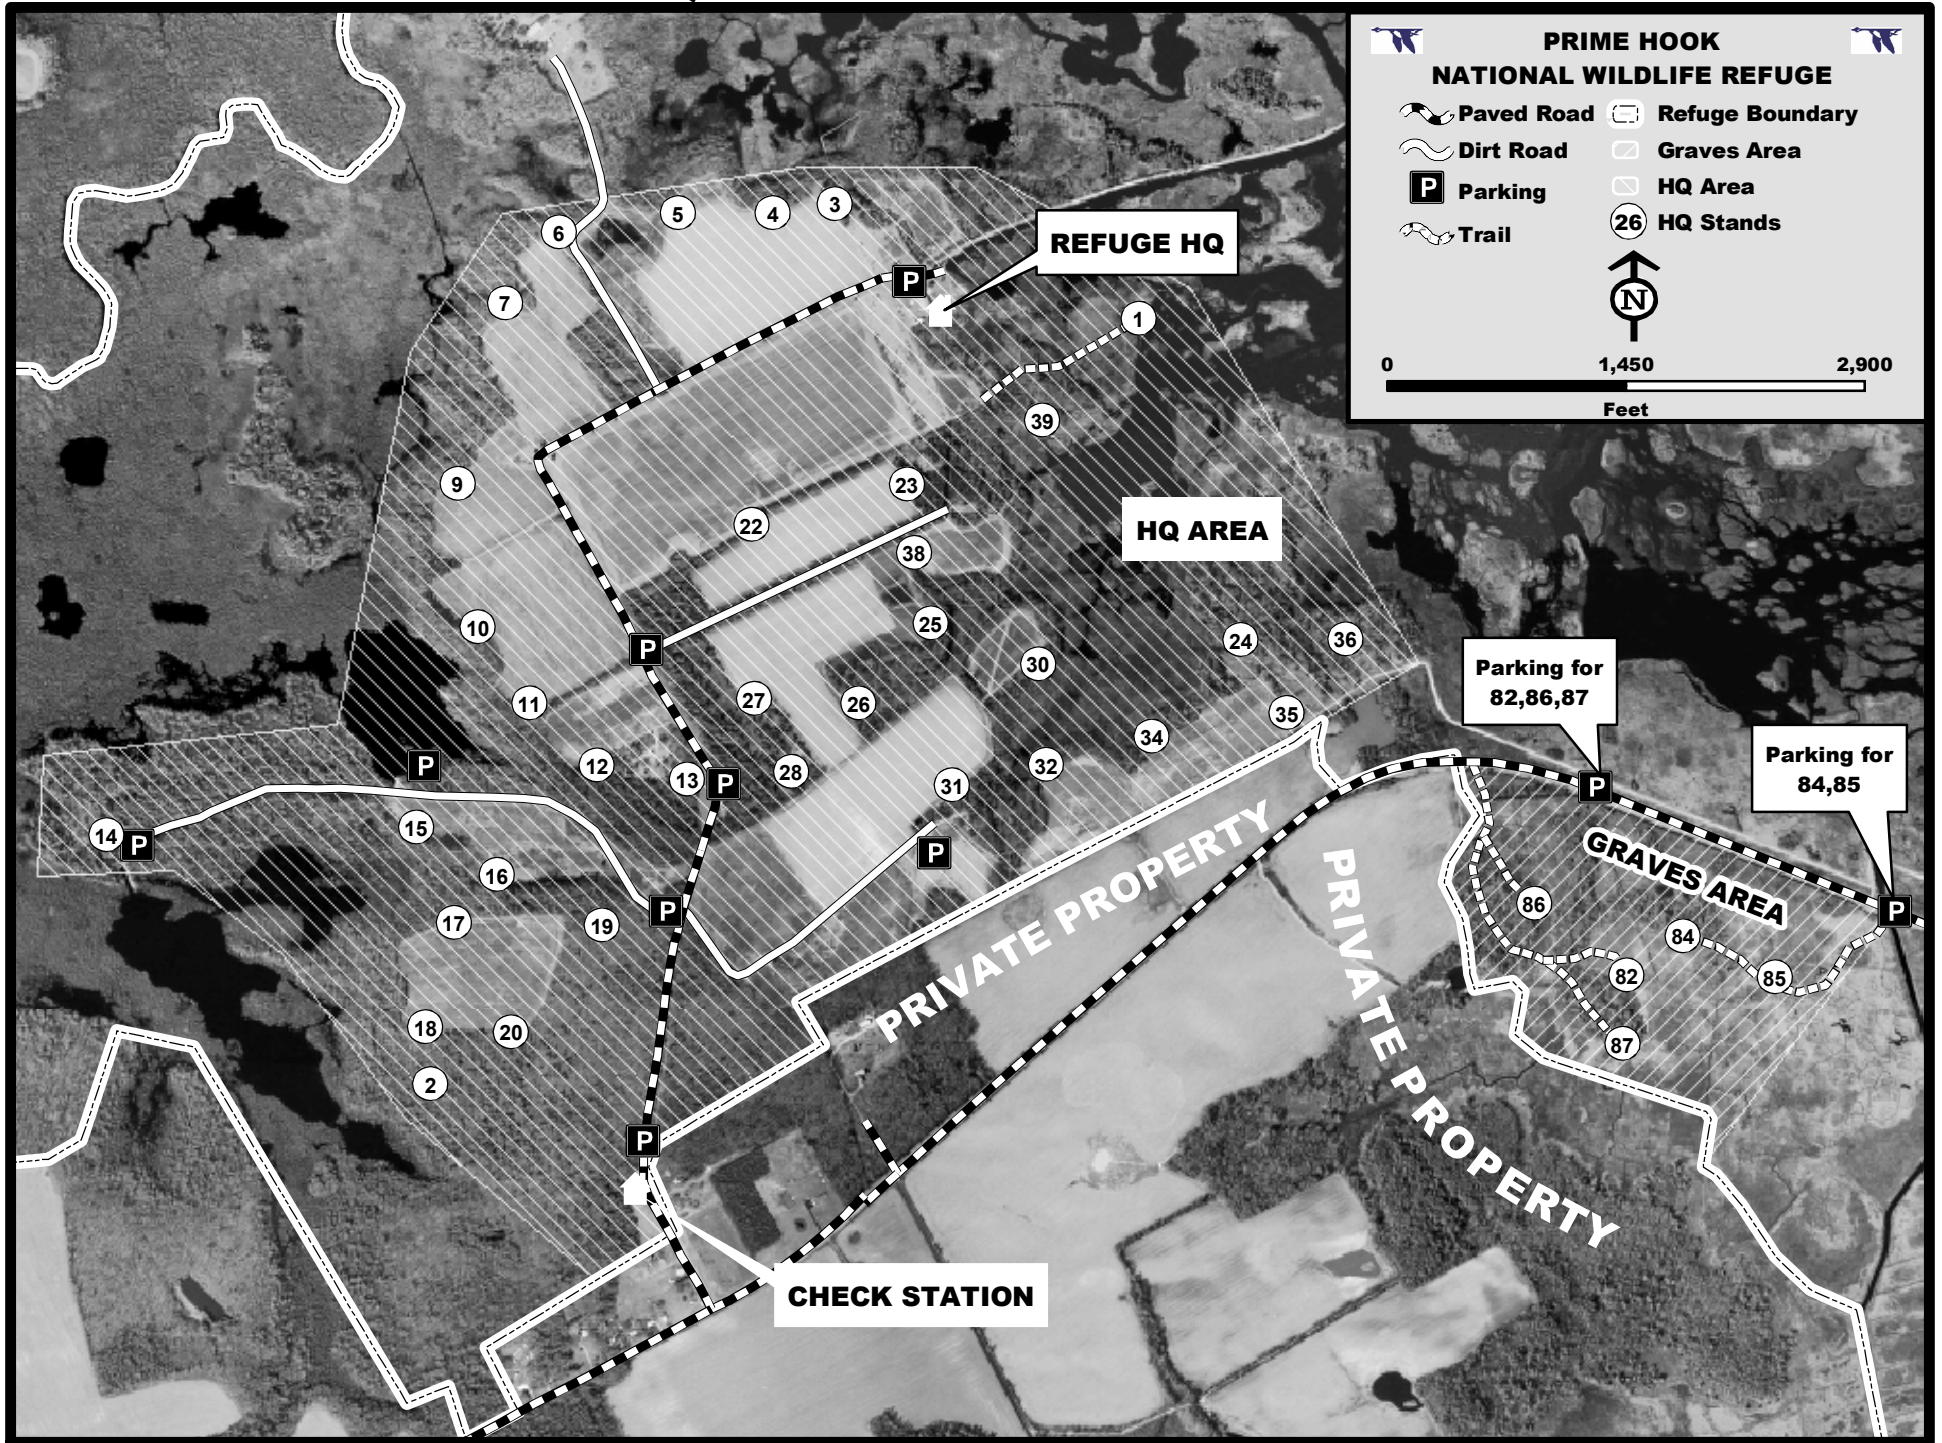 PRIME HOOK
NATIONAL WILDLIFE REFUGE
Paved Road
Refuge Boundary
Dirt Road
Graves Area
P
Parking
HQ Area
26
HQ Stands
Trail
N
0
1,450
2,900
Feet
5
4
3
6
REFUGE HQ
P
7
1
39
9
23
22
HQ AREA
38
10
25
24
36
P
30
Parking for
82,86,87
11
27
26
35
34
Parking for
84,85
P
12
13
P
28
32
31
P
14
P
15
P
PRIVATE PROPERTY
PRIVATE PROPERTY
GRAVES AREA
16
86
17
19
P
P
84
82
85
18
20
87
2
P
CHECK STATION